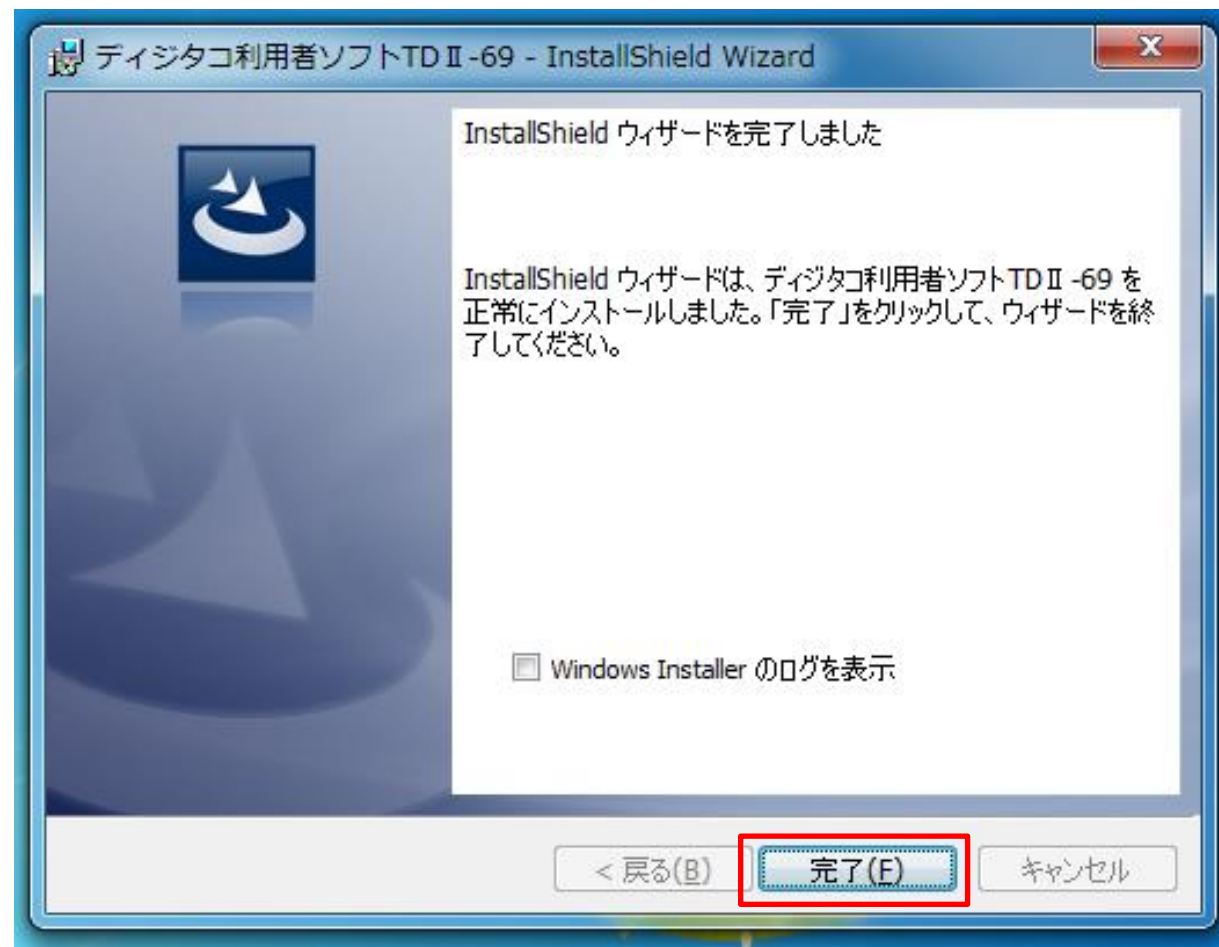 ディジタコ利用者ソフトTDⅡ-69 - InstallShield Wizard
InstallShield ウィザードを完了しました
InstallShield ウィザードは、ディジタコ利用者ソフトTDⅡ-69 を
正常にインストールしました。「完了」をクリックして、ウィザードを終
了してください。
Windows Installer のログを表示
< 戻る(B)
完了(F)
キャンセル